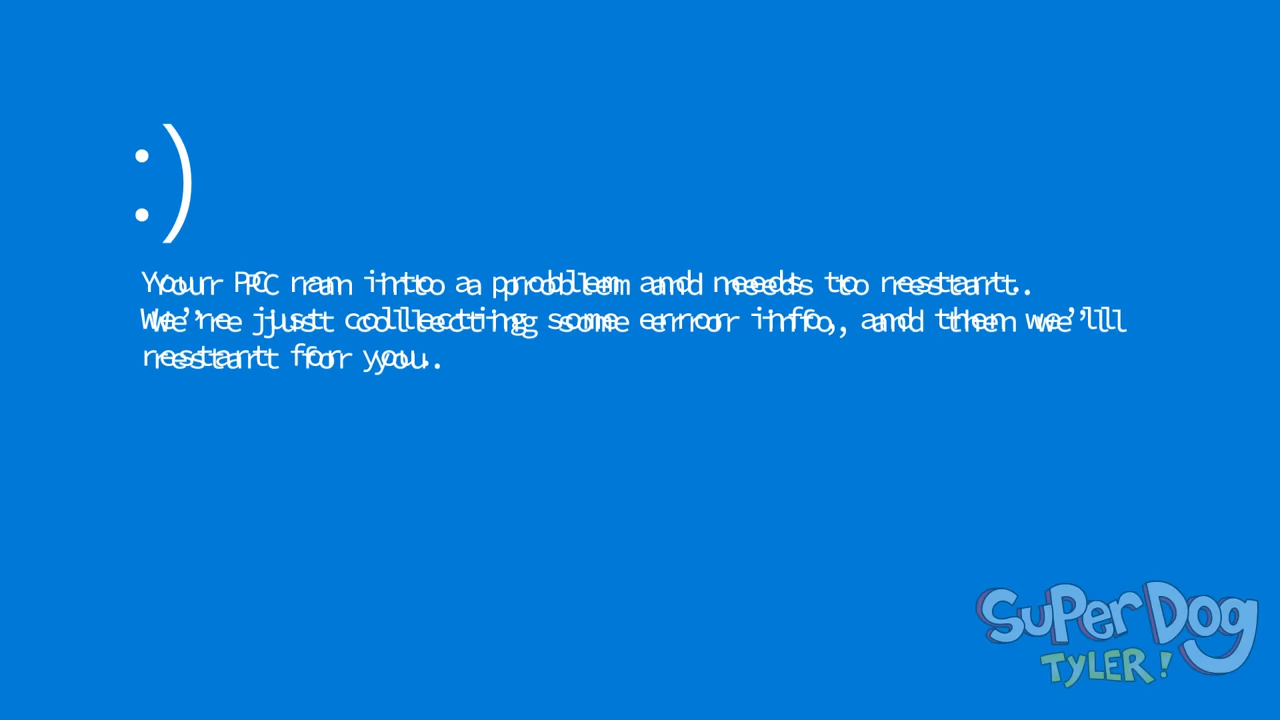 :)
Your PC ran into a problem and needs to restart.
We're just collecting some error info, and then we'll
restart for you.
SuPer Dog
TYLER!